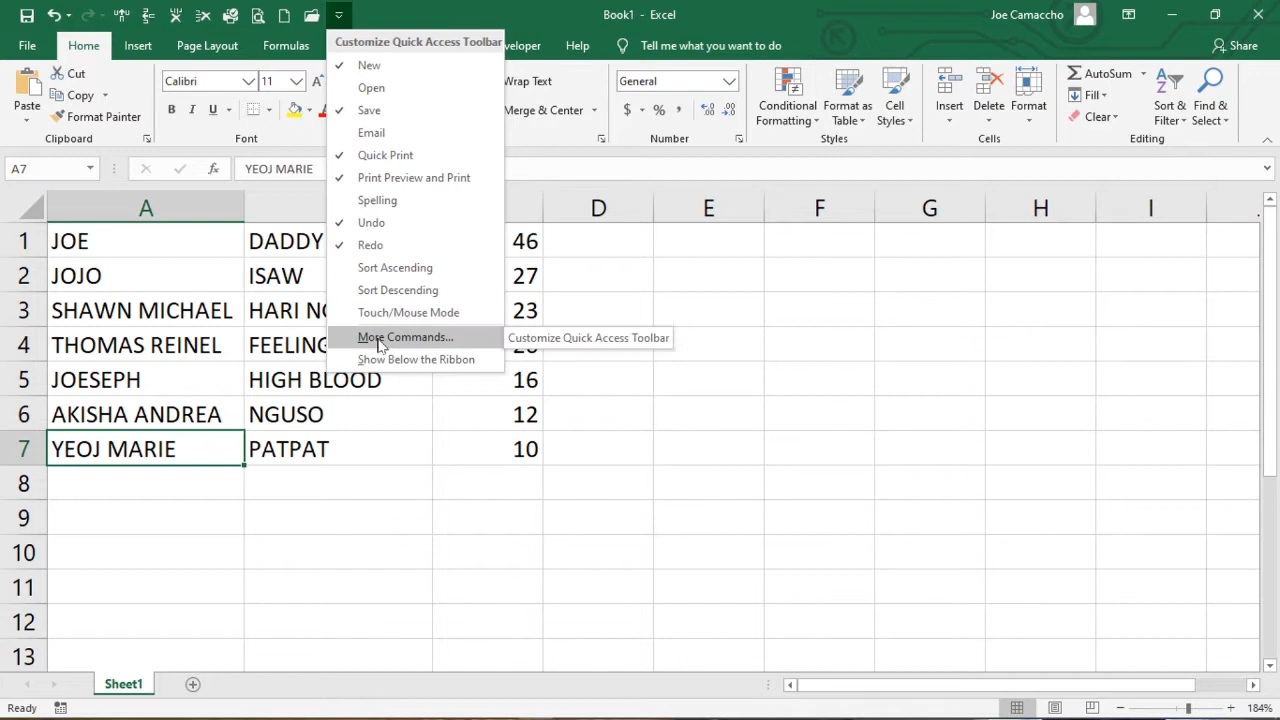 Book1 - Excel
Joe Camaccho
File
Home
Insert
Page Layout
Formulas
Help
Tell me what you want to do
Share
Paste
Cut
Copy
Format Painter
Clipboard
Calibri
11
B I U
Font
Wrap Text
Merge & Center
General
$ % ,
Number
Conditional Formatting
Format as Table
Cell Styles
Styles
Insert
Delete
Format
Cells
AutoSum
Fill
Clear
Sort & Filter
Find & Select
Editing
Customize Quick Access Toolbar
New
Open
Save
Email
Quick Print
Print Preview and Print
Spelling
Undo
Redo
Sort Ascending
Sort Descending
Touch/Mouse Mode
More Commands...
Show Below the Ribbon
Customize Quick Access Toolbar
A7
fx
YEOJ MARIE
A D E F G H I
1 JOE DADDY 46
2 JOJO ISAW 27
3 SHAWN MICHAEL HARI 23
4 THOMAS REINEL FEELING
5 JOESEPH HIGH BLOOD 16
6 AKISHA ANDREA NGUSO 12
7 YEOJ MARIE PATPAT 10
8
9
10
11
12
13
Sheet1
Ready
184%